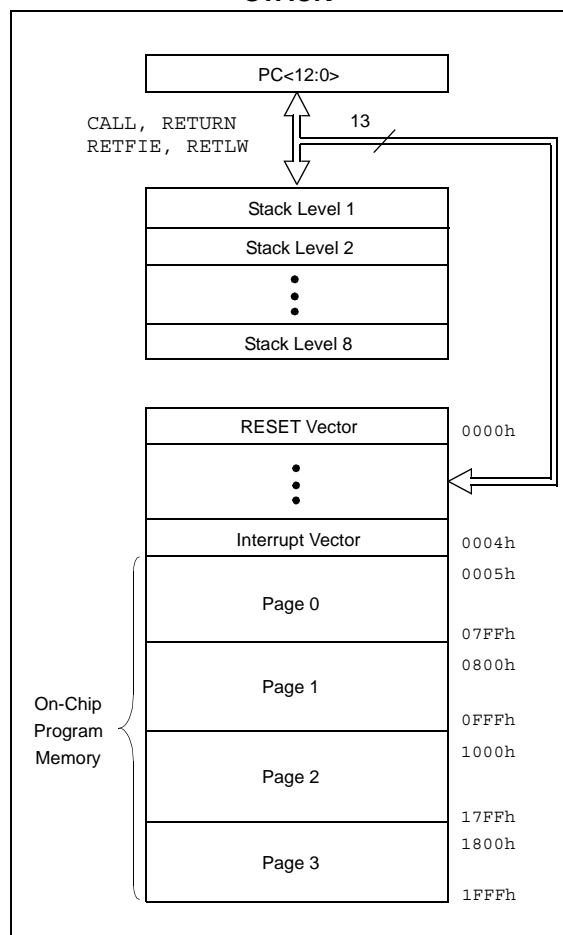 PC<12:0>
CALL, RETURN
RETFIE, RETLW
13
Stack Level 1
Stack Level 2
Stack Level 8
RESET Vector
0000h
Interrupt Vector
0004h
0005h
Page 0
07FFh
0800h
Page 1
0FFFh
On-Chip
Program
Memory
1000h
Page 2
17FFh
1800h
Page 3
1FFFh